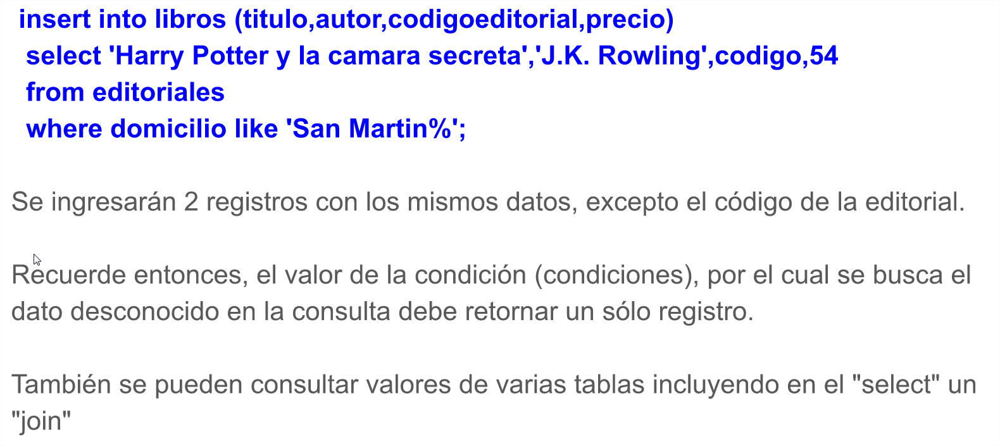 insert into libros (titulo,autor,codigoeditorial,precio)
select 'Harry Potter y la camara secreta','J.K. Rowling',codigo,54
from editoriales
where domicilio like 'San Martin%';
Se ingresarán 2 registros con los mismos datos, excepto el código de la editorial.
Recuerde entonces, el valor de la condición (condiciones), por el cual se busca el
dato desconocido en la consulta debe retornar un sólo registro.
También se pueden consultar valores de varias tablas incluyendo en el "select" un
"join"